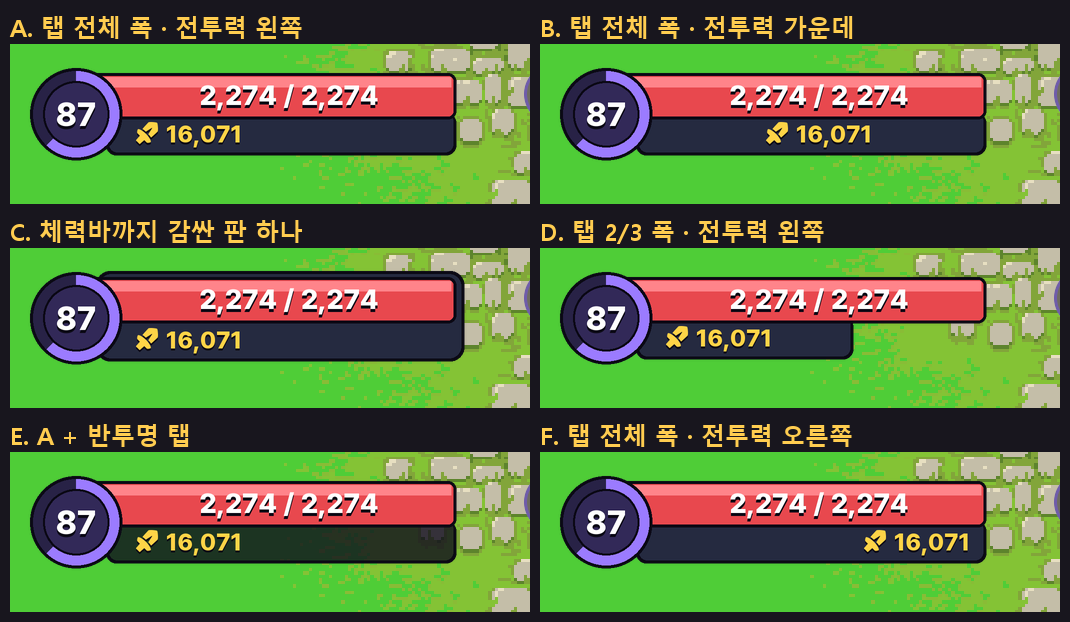 A. 탭 전체 폭 · 전투력 왼쪽
87
2,274 / 2,274
16,071
B. 탭 전체 폭 · 전투력 가운데
87
2,274 / 2,274
16,071
C. 체력바까지 감싼 판 하나
87
2,274 / 2,274
16,071
D. 탭 2/3 폭 · 전투력 왼쪽
87
2,274 / 2,274
16,071
E. A + 반투명 탭
87
2,274 / 2,274
16,071
F. 탭 전체 폭 · 전투력 오른쪽
87
2,274 / 2,274
16,071